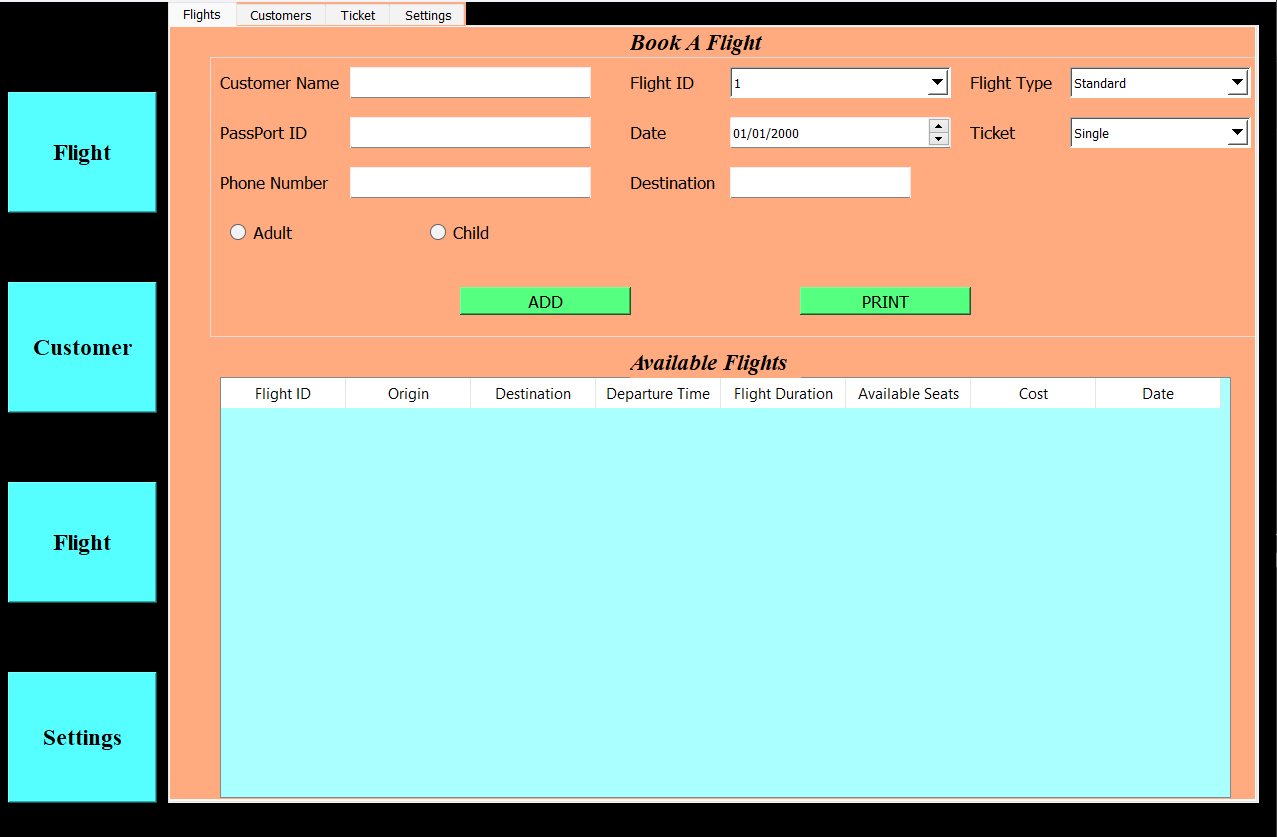 Flights Customers Ticket Settings
Book A Flight
Customer Name Flight ID 1 Flight Type Standard
PassPort ID Date 01/01/2000 Ticket Single
Phone Number Destination
Adult Child
ADD PRINT
Available Flights
Flight ID Origin Destination Departure Time Flight Duration Available Seats Cost Date
Flight
Customer
Flight
Settings